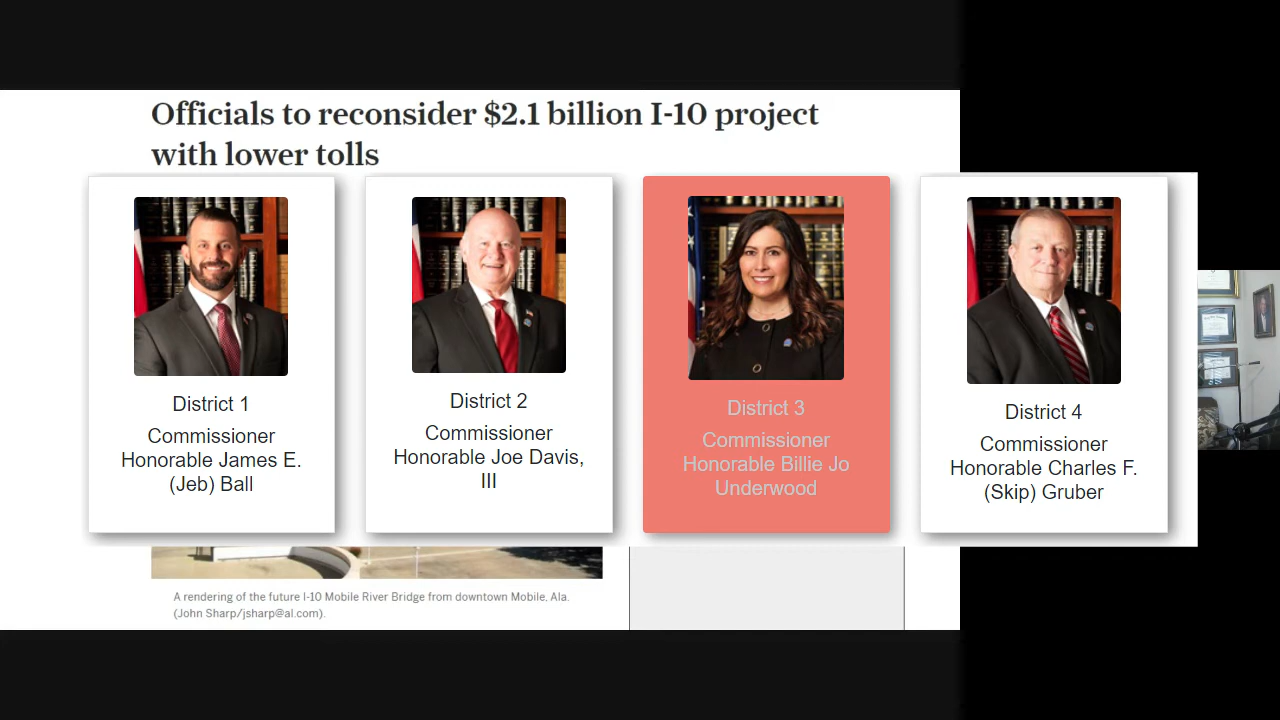 Officials to reconsider $2.1 billion I-10 project
with lower tolls
District 1
Commissioner
Honorable James E.
(Jeb) Ball
District 2
Commissioner
Honorable Joe Davis,
III
District 3
Commissioner
Honorable Billie Jo
Underwood
District 4
Commissioner
Honorable Charles F.
(Skip) Gruber
A rendering of the future I-10 Mobile River Bridge from downtown Mobile, Ala.
(John Sharp/jsharp@al.com).